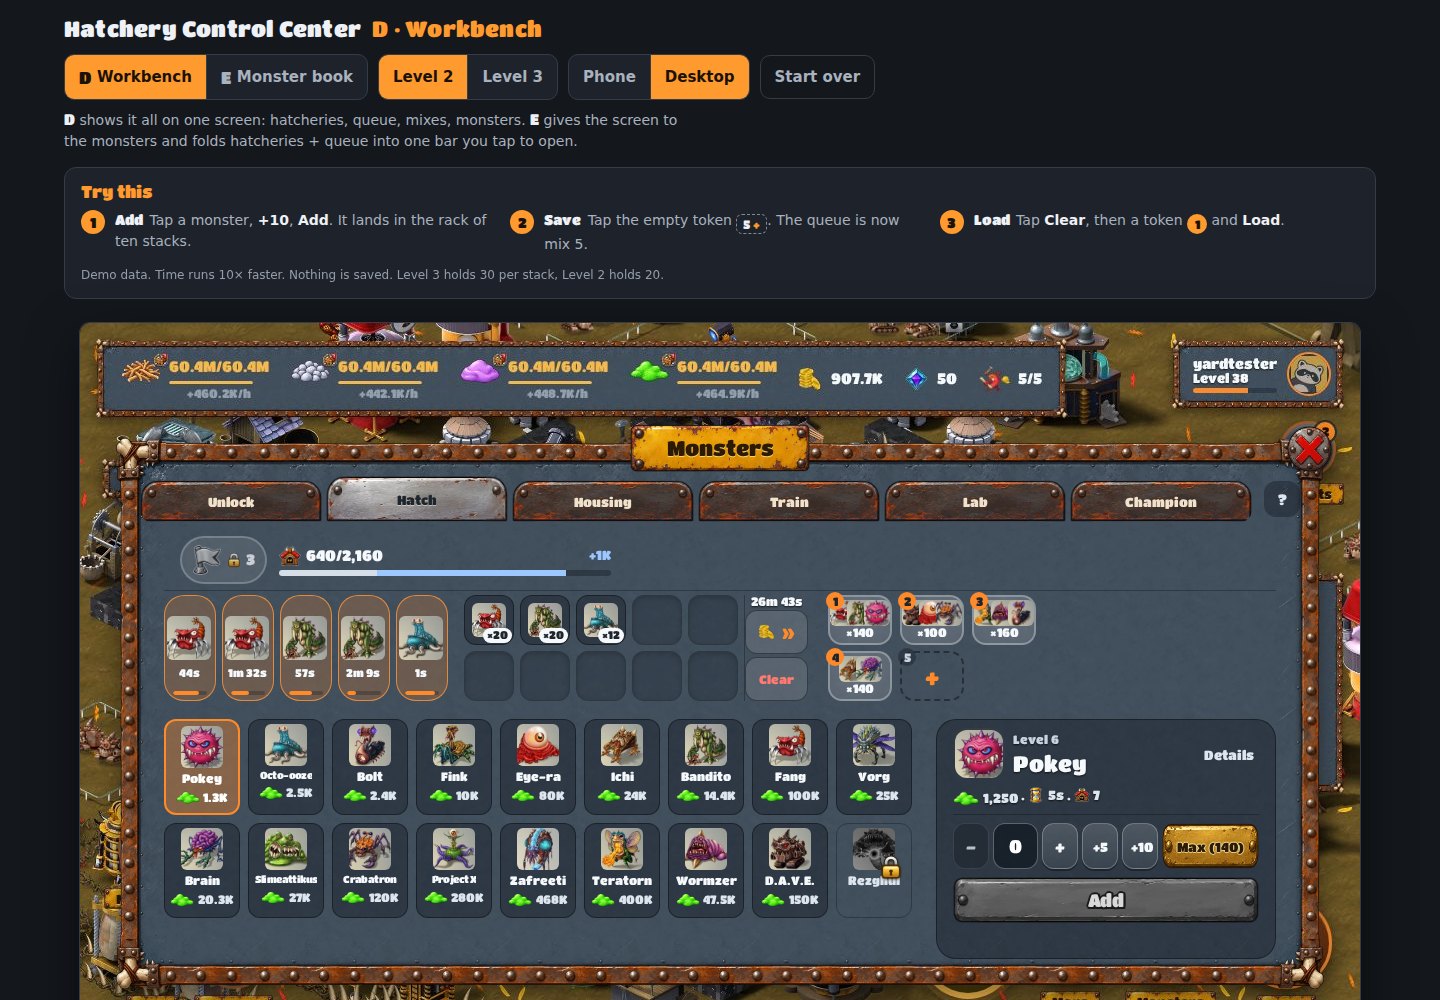 Hatchery Control Center D · Workbench
D Workbench E Monster book Level 2 Level 3 Phone Desktop Start over
D shows it all on one screen: hatcheries, queue, mixes, monsters. E gives the screen to
the monsters and folds hatcheries + queue into one bar you tap to open.
Try this
1 Add Tap a monster, +10, Add. It lands in the rack of
ten stacks.
2 Save Tap the empty token 5 +. The queue is now
mix 5.
3 Load Tap Clear, then a token 1 and Load.
Demo data. Time runs 10× faster. Nothing is saved. Level 3 holds 30 per stack, Level 2 holds 20.
60.4M/60.4M 60.4M/60.4M 60.4M/60.4M 60.4M/60.4M 907.7K 50 5/5
+460.2K/h +442.1K/h +448.7K/h +464.9K/h
yardtester
Level 38
Monsters
Unlock Hatch Housing Train Lab Champion ?
3 640/2,160 +1K
44s 1m 32s 57s 2m 9s 1s
×20 ×20 ×12
26m 43s
Clear
1 ×140 2 ×100 3 ×160
4 ×140 5 +
Pokey Octo-ooze Bolt Fink Eye-ra Ichi Bandito Fang Vorg
1.3K 2.5K 2.4K 10K 80K 24K 14.4K 100K 25K
Brain Slimeattikus Crabatron Project X Zafreeti Teratorn Wormzer D.A.V.E.
20.3K 27K 120K 280K 468K 400K 47.5K 150K
Level 6
Pokey
Details
1,250 · 5s · 7
− 0 + +5 +10 Max (140)
Add